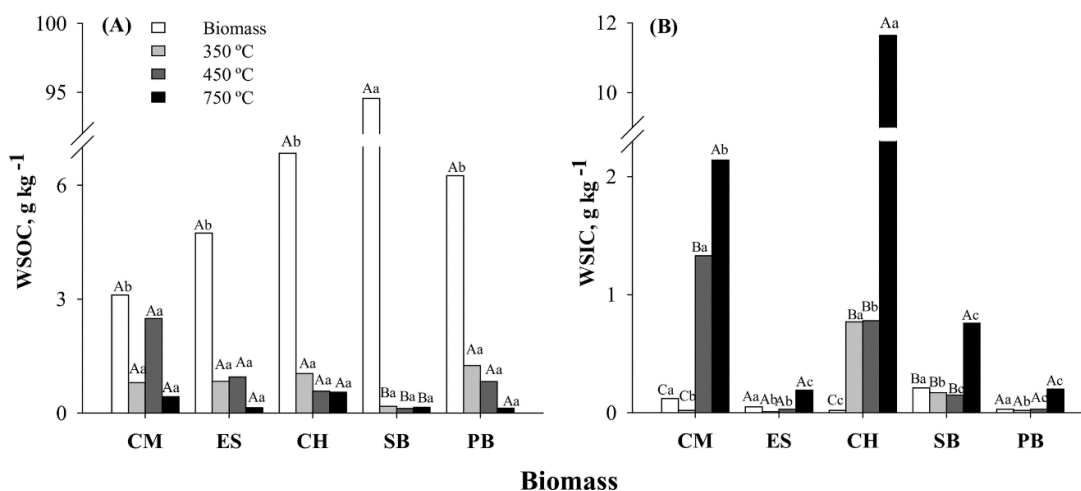 (A)
Biomass
350 ºC
450 ºC
750 ºC
WSOC, g kg -1
100
95
6
3
0
Ab
Aa
Aa
Aa
Ab
Aa
Aa
Aa
Ab
Aa
Aa
Aa
Aa
Ba
Ba
Ba
Ab
Aa
Aa
Aa
CM ES CH SB PB
(B)
WSIC, g kg -1
12
10
2
1
0
Ca
Cb
Ba
Ab
Aa
Ab
Ab
Ac
Cc
Ba
Bb
Aa
Ba
Bb
Bc
Ac
Aa
Ab
Ac
Ac
CM ES CH SB PB
Biomass